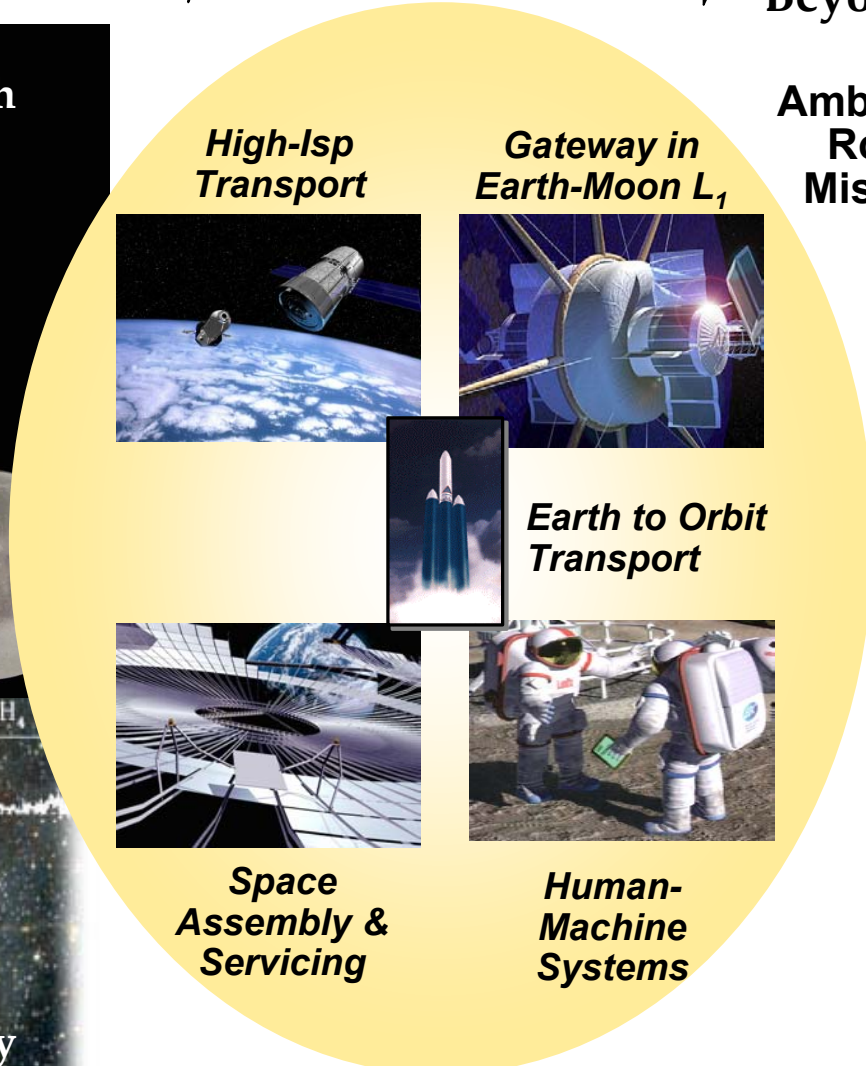 High-Isp
Transport
Gateway in
Earth-Moon L₁
Earth to Orbit
Transport
Space
Assembly &
Servicing
Human-
Machine
Systems